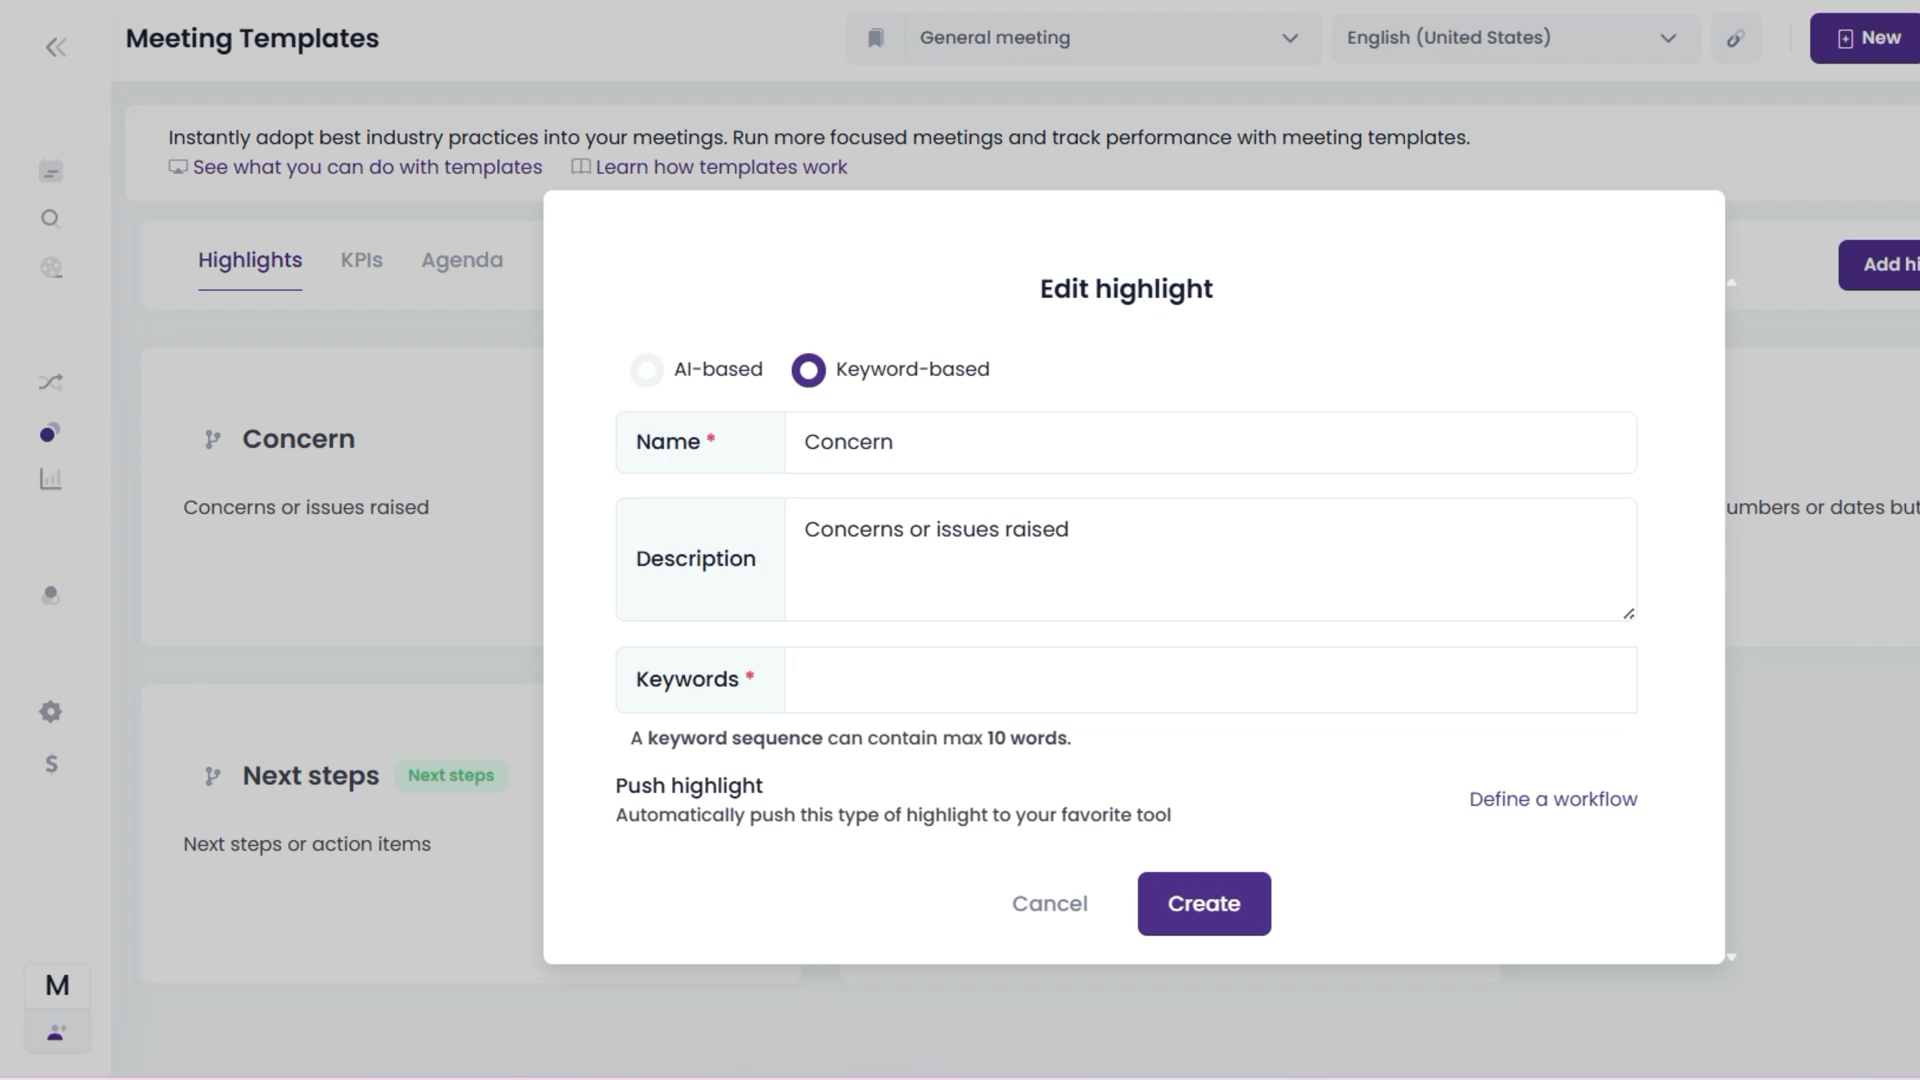 Meeting Templates
General meeting
English (United States)
New
Instantly adopt best industry practices into your meetings. Run more focused meetings and track performance with meeting templates.
See what you can do with templates
Learn how templates work
Highlights
KPIs
Agenda
Add hi
Edit highlight
AI-based
Keyword-based
Name *
Concern
Description
Concerns or issues raised
Keywords *
A keyword sequence can contain max 10 words.
Push highlight
Automatically push this type of highlight to your favorite tool
Define a workflow
Cancel
Create
Concern
Concerns or issues raised
umbers or dates but
Next steps
Next steps
Next steps or action items
$
M